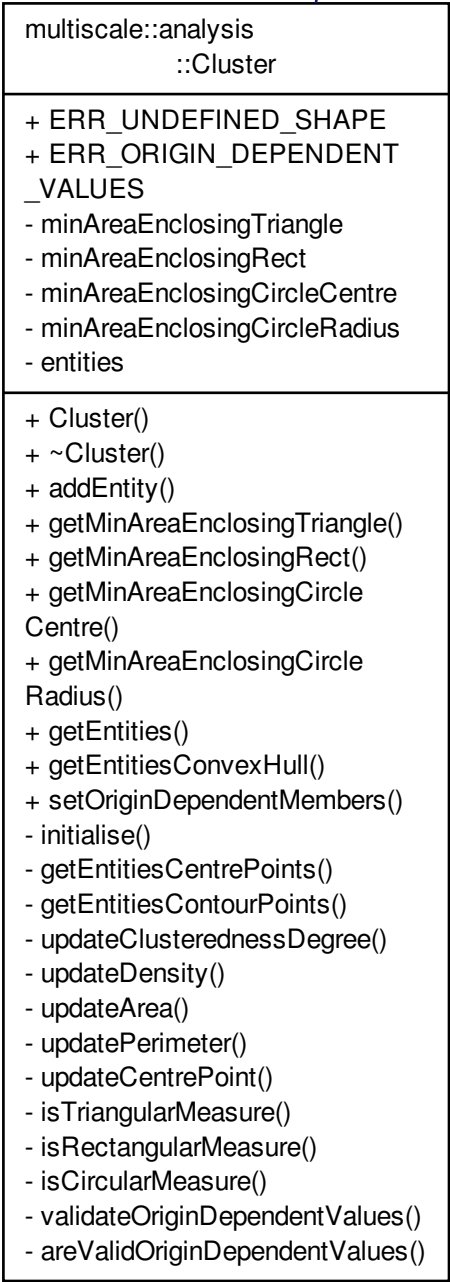 multiscale::analysis
::Cluster
+ ERR_UNDEFINED_SHAPE
+ ERR_ORIGIN_DEPENDENT
_VALUES
- minAreaEnclosingTriangle
- minAreaEnclosingRect
- minAreaEnclosingCircleCentre
- minAreaEnclosingCircleRadius
- entities
+ Cluster()
+ ~Cluster()
+ addEntity()
+ getMinAreaEnclosingTriangle()
+ getMinAreaEnclosingRect()
+ getMinAreaEnclosingCircle
Centre()
+ getMinAreaEnclosingCircle
Radius()
+ getEntities()
+ getEntitiesConvexHull()
+ setOriginDependentMembers()
- initialise()
- getEntitiesCentrePoints()
- getEntitiesContourPoints()
- updateClusterednessDegree()
- updateDensity()
- updateArea()
- updatePerimeter()
- updateCentrePoint()
- isTriangularMeasure()
- isRectangularMeasure()
- isCircularMeasure()
- validateOriginDependentValues()
- areValidOriginDependentValues()